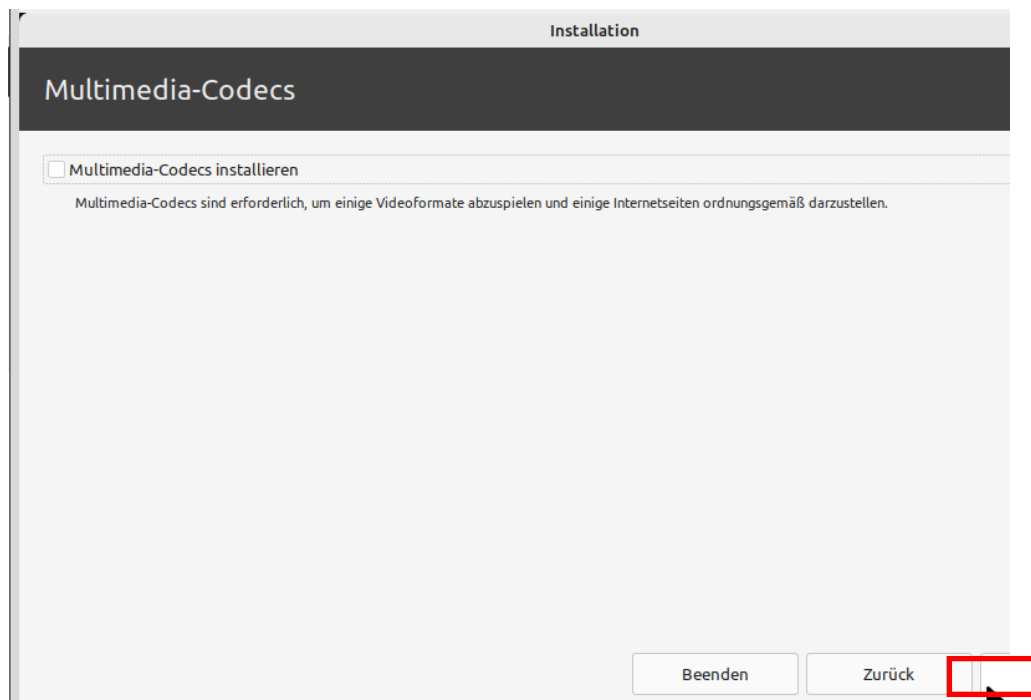 Installation
Multimedia-Codecs
Multimedia-Codecs installieren
Multimedia-Codecs sind erforderlich, um einige Videoformate abzuspielen und einige Internetseiten ordnungsgemäß darzustellen.
Beenden Zurück